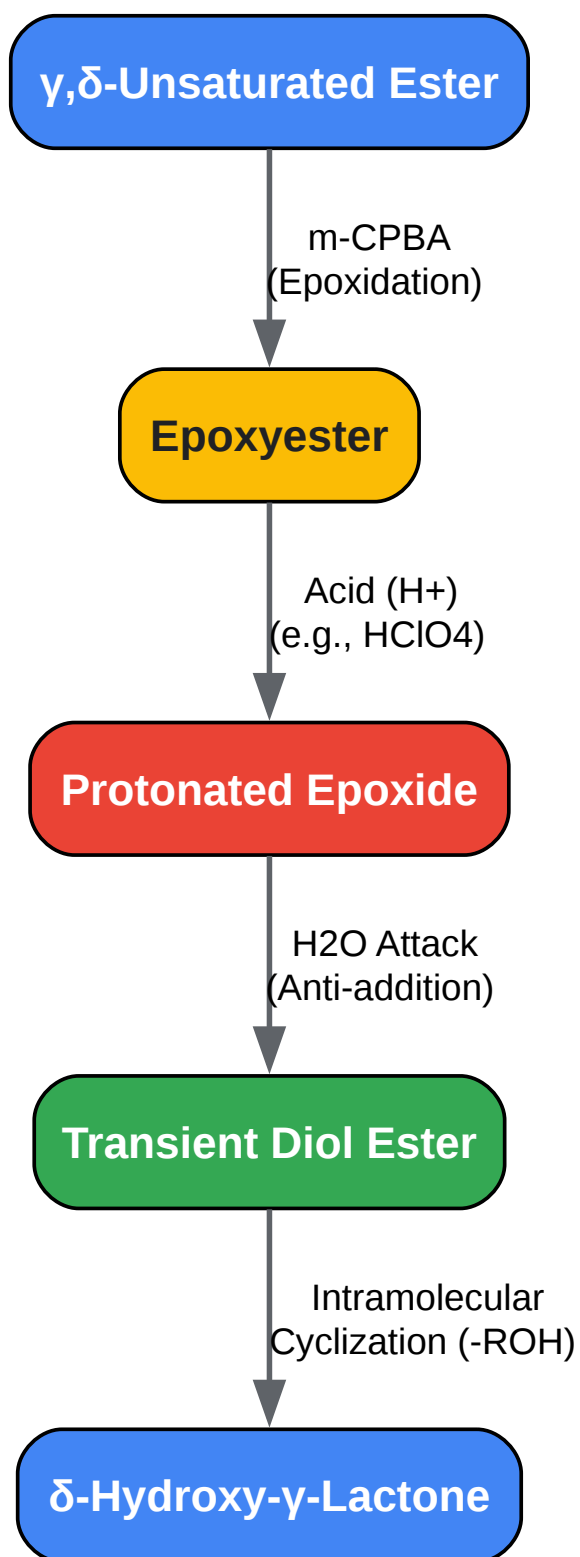 γ,δ-Unsaturated Ester
m-CPBA
(Epoxidation)
Epoxyester
Acid (H+)
(e.g., HClO4)
Protonated Epoxide
H2O Attack
(Anti-addition)
Transient Diol Ester
Intramolecular
Cyclization (-ROH)
δ-Hydroxy-γ-Lactone